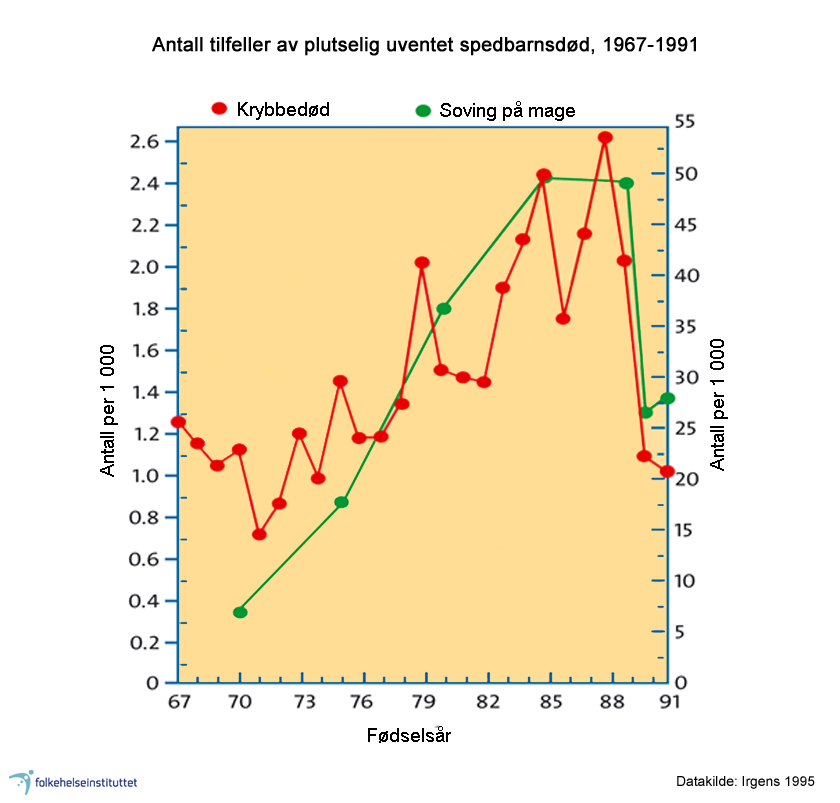 Antall tilfeller av plutselig uventet spedbarnsdød, 1967-1991
Krybbedød
Soving på mage
2.6
2.4
2.2
2.0
1.8
1.6
1.4
1.2
1.0
0.8
0.6
0.4
0.2
0
Antall per 1 000
55
50
45
40
35
30
25
20
15
10
5
0
Antall per 1 000
67 70 73 76 79 82 85 88 91
Fødselsår
folkehelseinstituttet
Datakilde: Irgens 1995